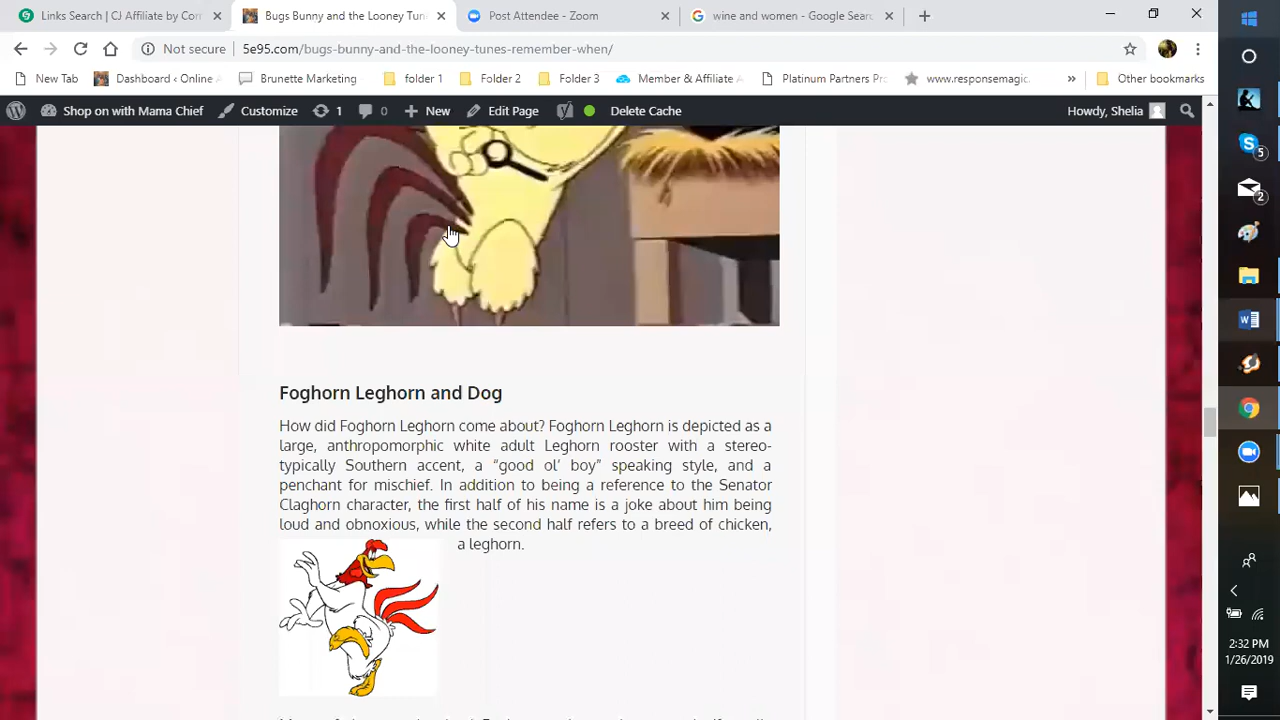 Links Search | CJ Affiliate by Con
Bugs Bunny and the Looney Tune
Post Attendee - Zoom
wine and women - Google Searc
Not secure
5e95.com/bugs-bunny-and-the-looney-tunes-remember-when/
New Tab
Dashboard ‹ Online A
Brunette Marketing
folder 1
Folder 2
Folder 3
Member & Affiliate A
Platinum Partners Pr
www.responsemagic.
»
Other bookmarks
Shop on with Mama Chief
Customize
1
0
New
Edit Page
Delete Cache
Howdy, Shelia
Foghorn Leghorn and Dog
How did Foghorn Leghorn come about? Foghorn Leghorn is depicted as a
large, anthropomorphic white adult Leghorn rooster with a stereo-
typically Southern accent, a “good ol’ boy” speaking style, and a
penchant for mischief. In addition to being a reference to the Senator
Claghorn character, the first half of his name is a joke about him being
loud and obnoxious, while the second half refers to a breed of chicken,
a leghorn.
5
2
2:32 PM
1/26/2019